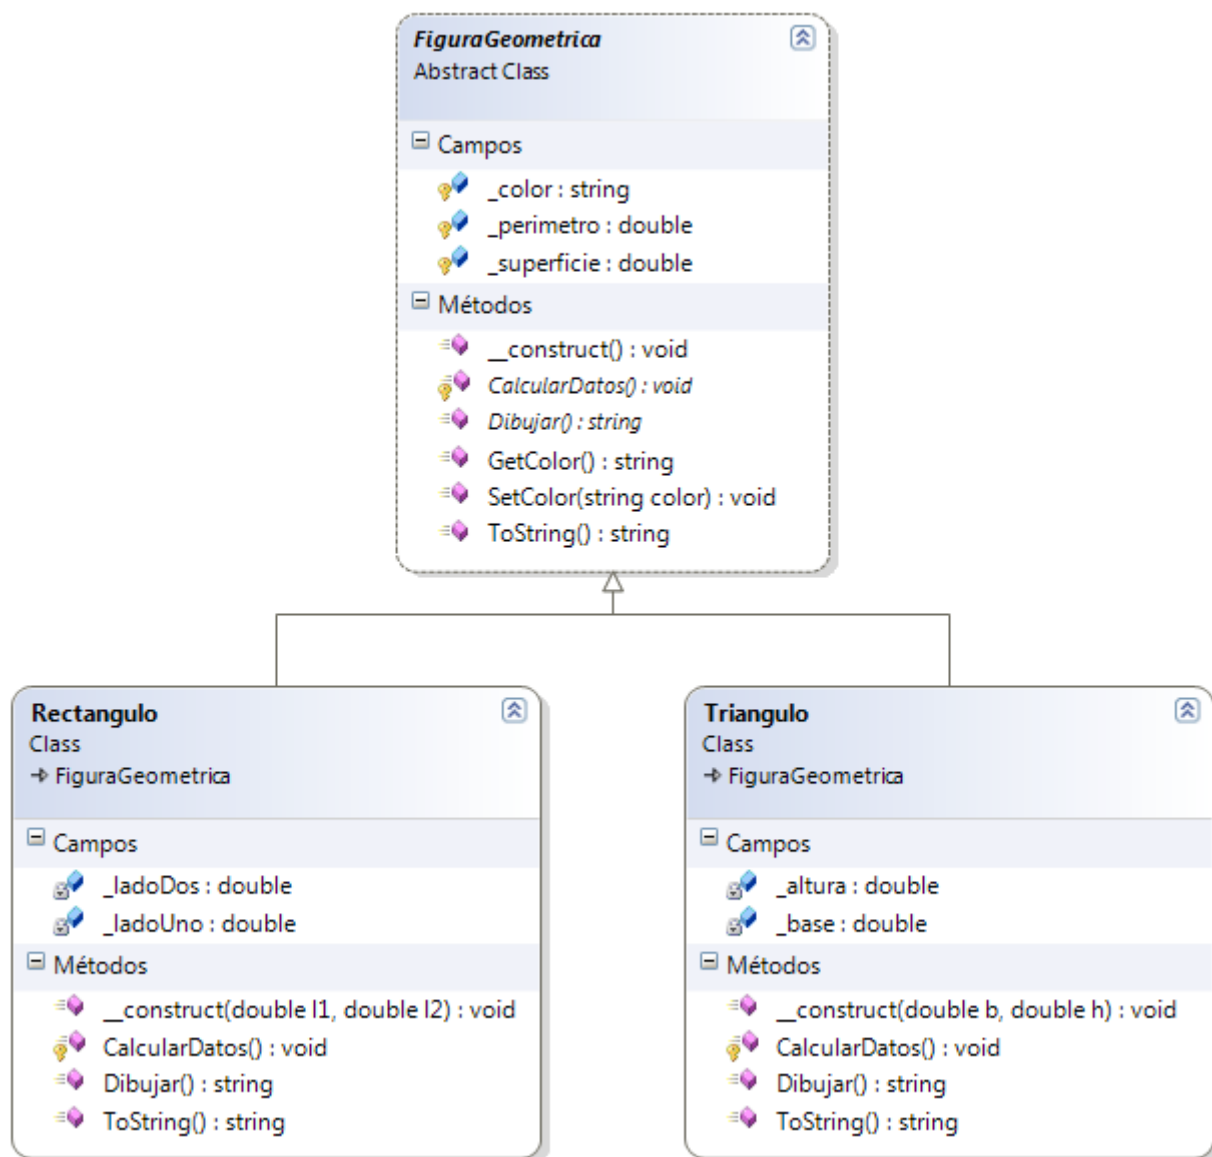 FiguraGeometrica
Abstract Class
Campos
_color : string
_perimetro : double
_superficie : double
Métodos
__construct() : void
CalcularDatos() : void
Dibujar() : string
GetColor() : string
SetColor(string color) : void
ToString() : string
Rectangulo
Class
FiguraGeometrica
Campos
_ladoDos : double
_ladoUno : double
Métodos
__construct(double l1, double l2) : void
CalcularDatos() : void
Dibujar() : string
ToString() : string
Triangulo
Class
FiguraGeometrica
Campos
_altura : double
_base : double
Métodos
__construct(double b, double h) : void
CalcularDatos() : void
Dibujar() : string
ToString() : string